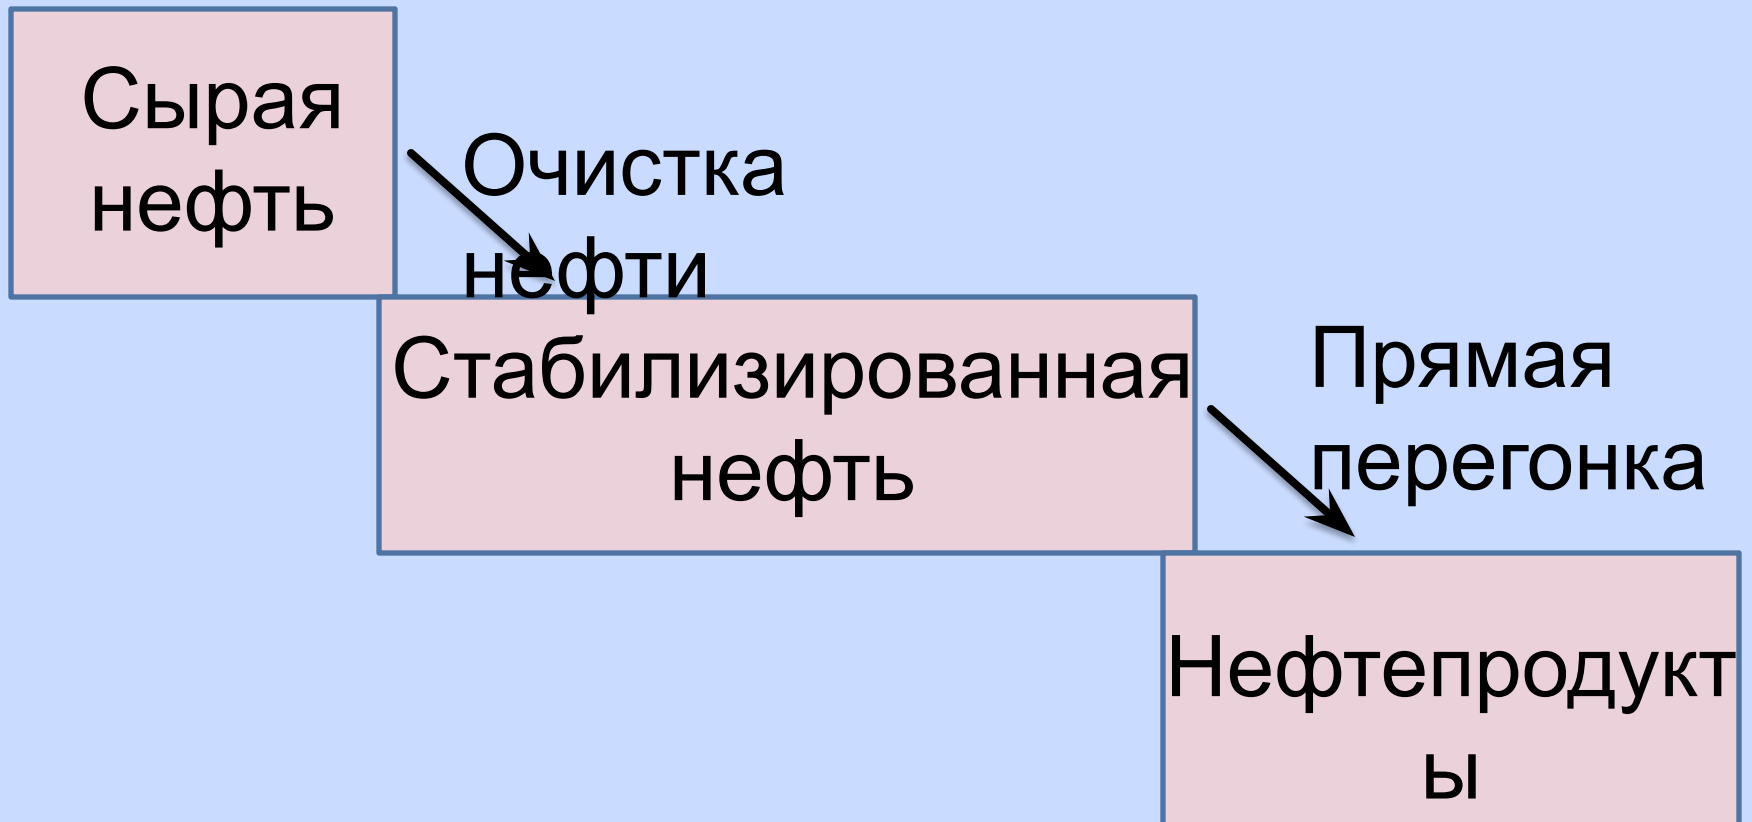 Сырая
нефть
Очистка
нефти
Стабилизированная
нефть
Прямая
перегонка
Нефтепродукт
ы